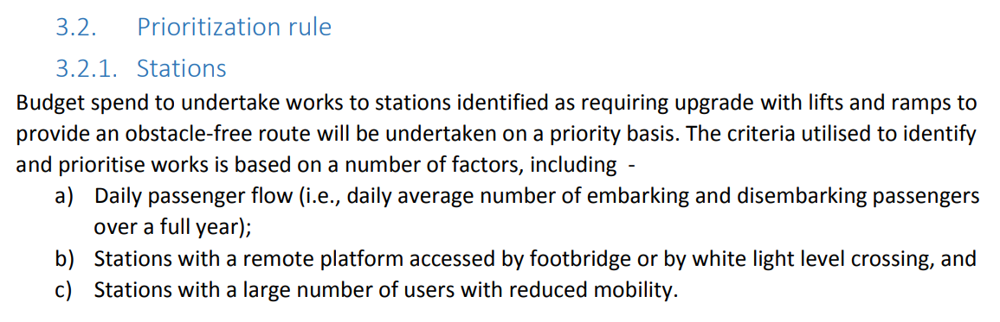 3.2. Prioritization rule
3.2.1. Stations
Budget spend to undertake works to stations identified as requiring upgrade with lifts and ramps to
provide an obstacle-free route will be undertaken on a priority basis. The criteria utilised to identify
and prioritise works is based on a number of factors, including -
a) Daily passenger flow (i.e., daily average number of embarking and disembarking passengers
over a full year);
b) Stations with a remote platform accessed by footbridge or by white light level crossing, and
c) Stations with a large number of users with reduced mobility.